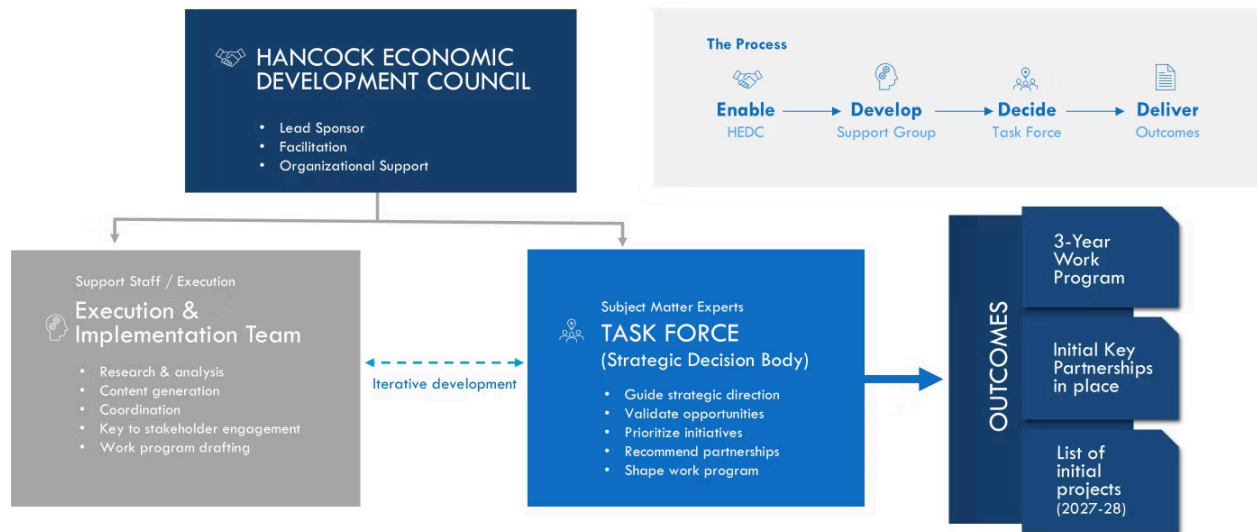 HANCOCK ECONOMIC
DEVELOPMENT COUNCIL
• Lead Sponsor
• Facilitation
• Organizational Support
The Process
Enable
HEDC
Develop
Support Group
Decide
Task Force
Deliver
Outcomes
Support Staff / Execution
Execution &
Implementation Team
• Research & analysis
• Content generation
• Coordination
• Key to stakeholder engagement
• Work program drafting
Iterative development
Subject Matter Experts
TASK FORCE
(Strategic Decision Body)
• Guide strategic direction
• Validate opportunities
• Prioritize initiatives
• Recommend partnerships
• Shape work program
OUTCOMES
3-Year
Work
Program
Initial Key
Partnerships
in place
List of
initial
projects
(2027-28)